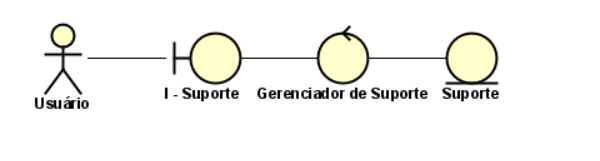 Usuário
I - Suporte
Gerenciador de Suporte
Suporte